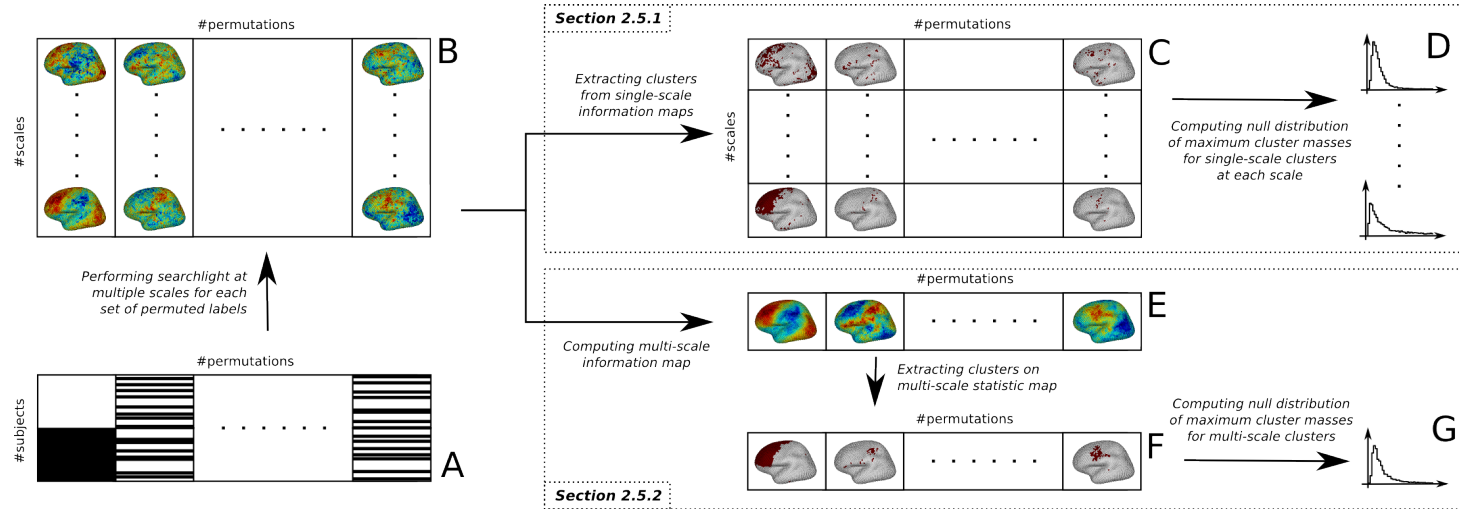 #permutations
B
#scales
Performing searchlight at
multiple scales for each
set of permuted labels
#permutations
#subjects
A
Section 2.5.1
#permutations
Extracting clusters
from single-scale
information maps
#scales
C
Computing null distribution
of maximum cluster masses
for single-scale clusters
at each scale
D
#permutations
Computing multi-scale
information map
E
Extracting clusters on
multi-scale statistic map
#permutations
F
Computing null distribution
of maximum cluster masses
for multi-scale clusters
G
Section 2.5.2